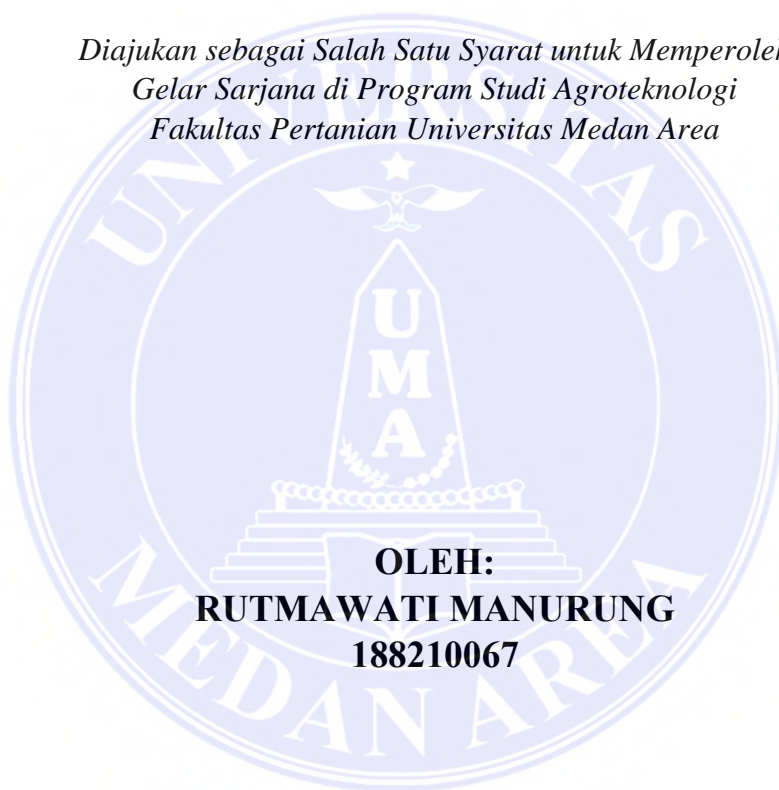 Diajukan sebagai Salah Satu Syarat untuk Memperoleh
Gelar Sarjana di Program Studi Agroteknologi
Fakultas Pertanian Universitas Medan Area
UNIVERSITAS
U
M
A
OLEH:
RUTMAWATI MANURUNG
188210067
MEDAN AREA